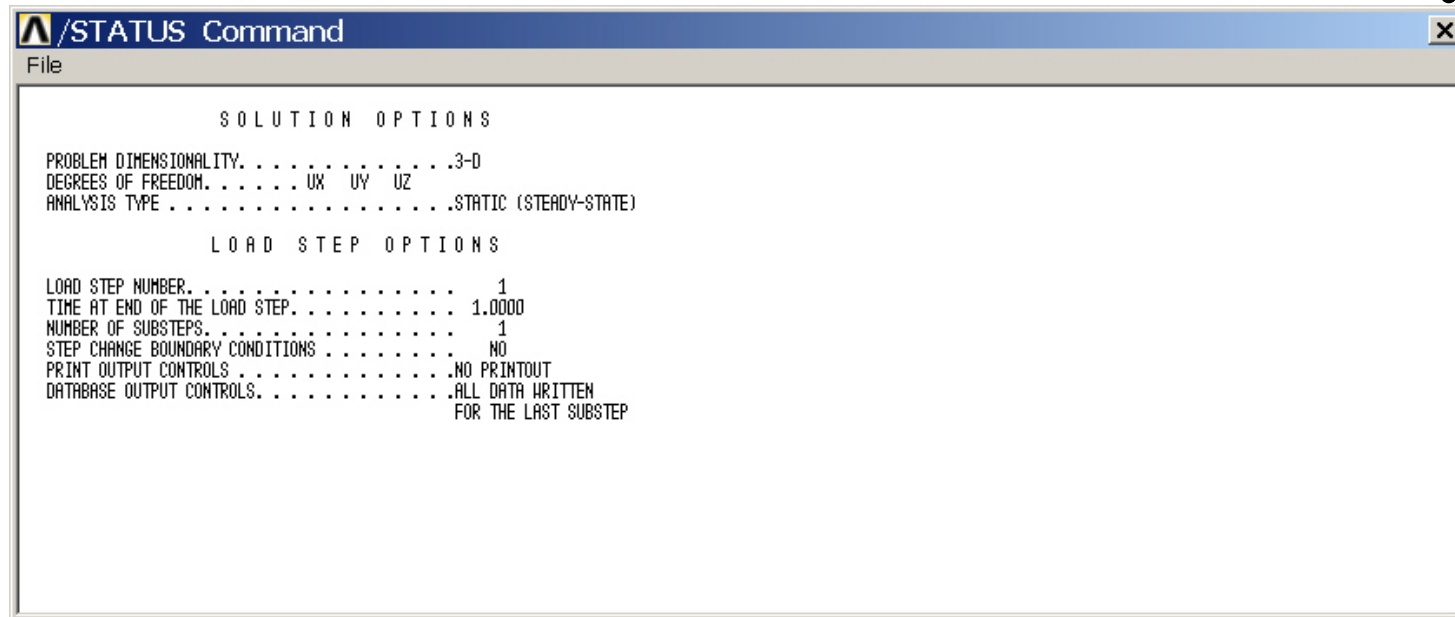 /STATUS Command
File
SOLUTION OPTIONS
PROBLEM DIMENSIONALITY. . . . . . . . . . . . .3-D
DEGREES OF FREEDOM. . . . . . UX UY UZ
ANALYSIS TYPE . . . . . . . . . . . . . . . . .STATIC (STEADY-STATE)
LOAD STEP OPTIONS
LOAD STEP NUMBER. . . . . . . . . . . . . . . . 1
TIME AT END OF THE LOAD STEP. . . . . . . . . . 1.0000
NUMBER OF SUBSTEPS. . . . . . . . . . . . . . . 1
STEP CHANGE BOUNDARY CONDITIONS . . . . . . . . NO
PRINT OUTPUT CONTROLS . . . . . . . . . . . . .NO PRINTOUT
DATABASE OUTPUT CONTROLS. . . . . . . . . . . .ALL DATA WRITTEN
FOR THE LAST SUBSTEP